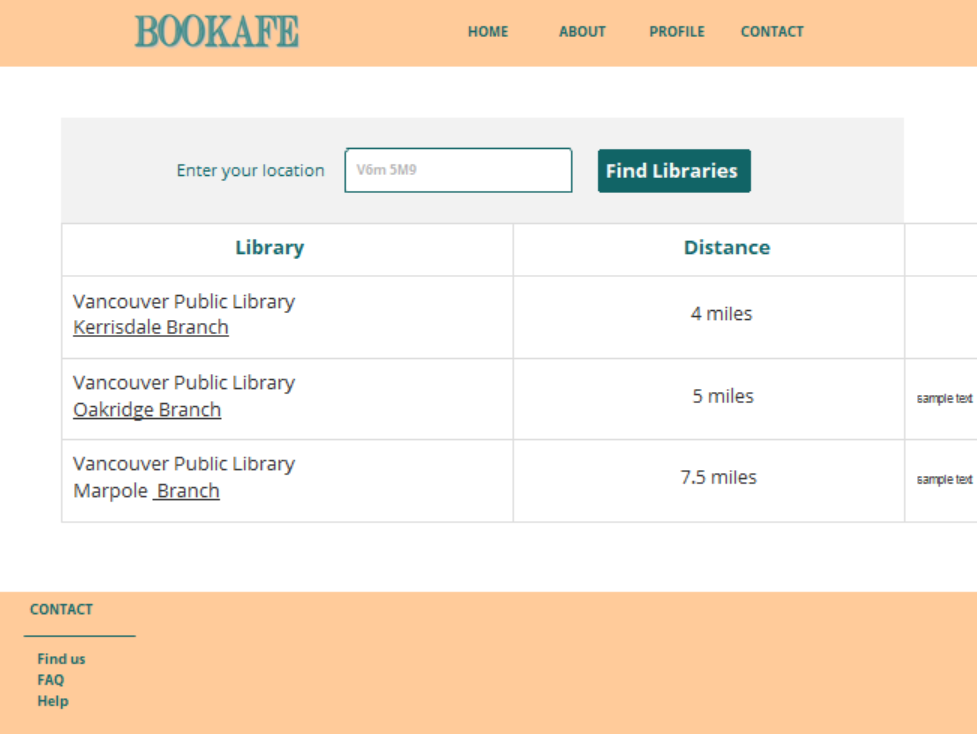 BOOKAFE HOME ABOUT PROFILE CONTACT
Enter your location V6m 5M9 Find Libraries
Library Distance
Vancouver Public Library
Kerrisdale Branch
4 miles
Vancouver Public Library
Oakridge Branch
5 miles
sample text
Vancouver Public Library
Marpole Branch
7.5 miles
sample text
CONTACT
Find us
FAQ
Help